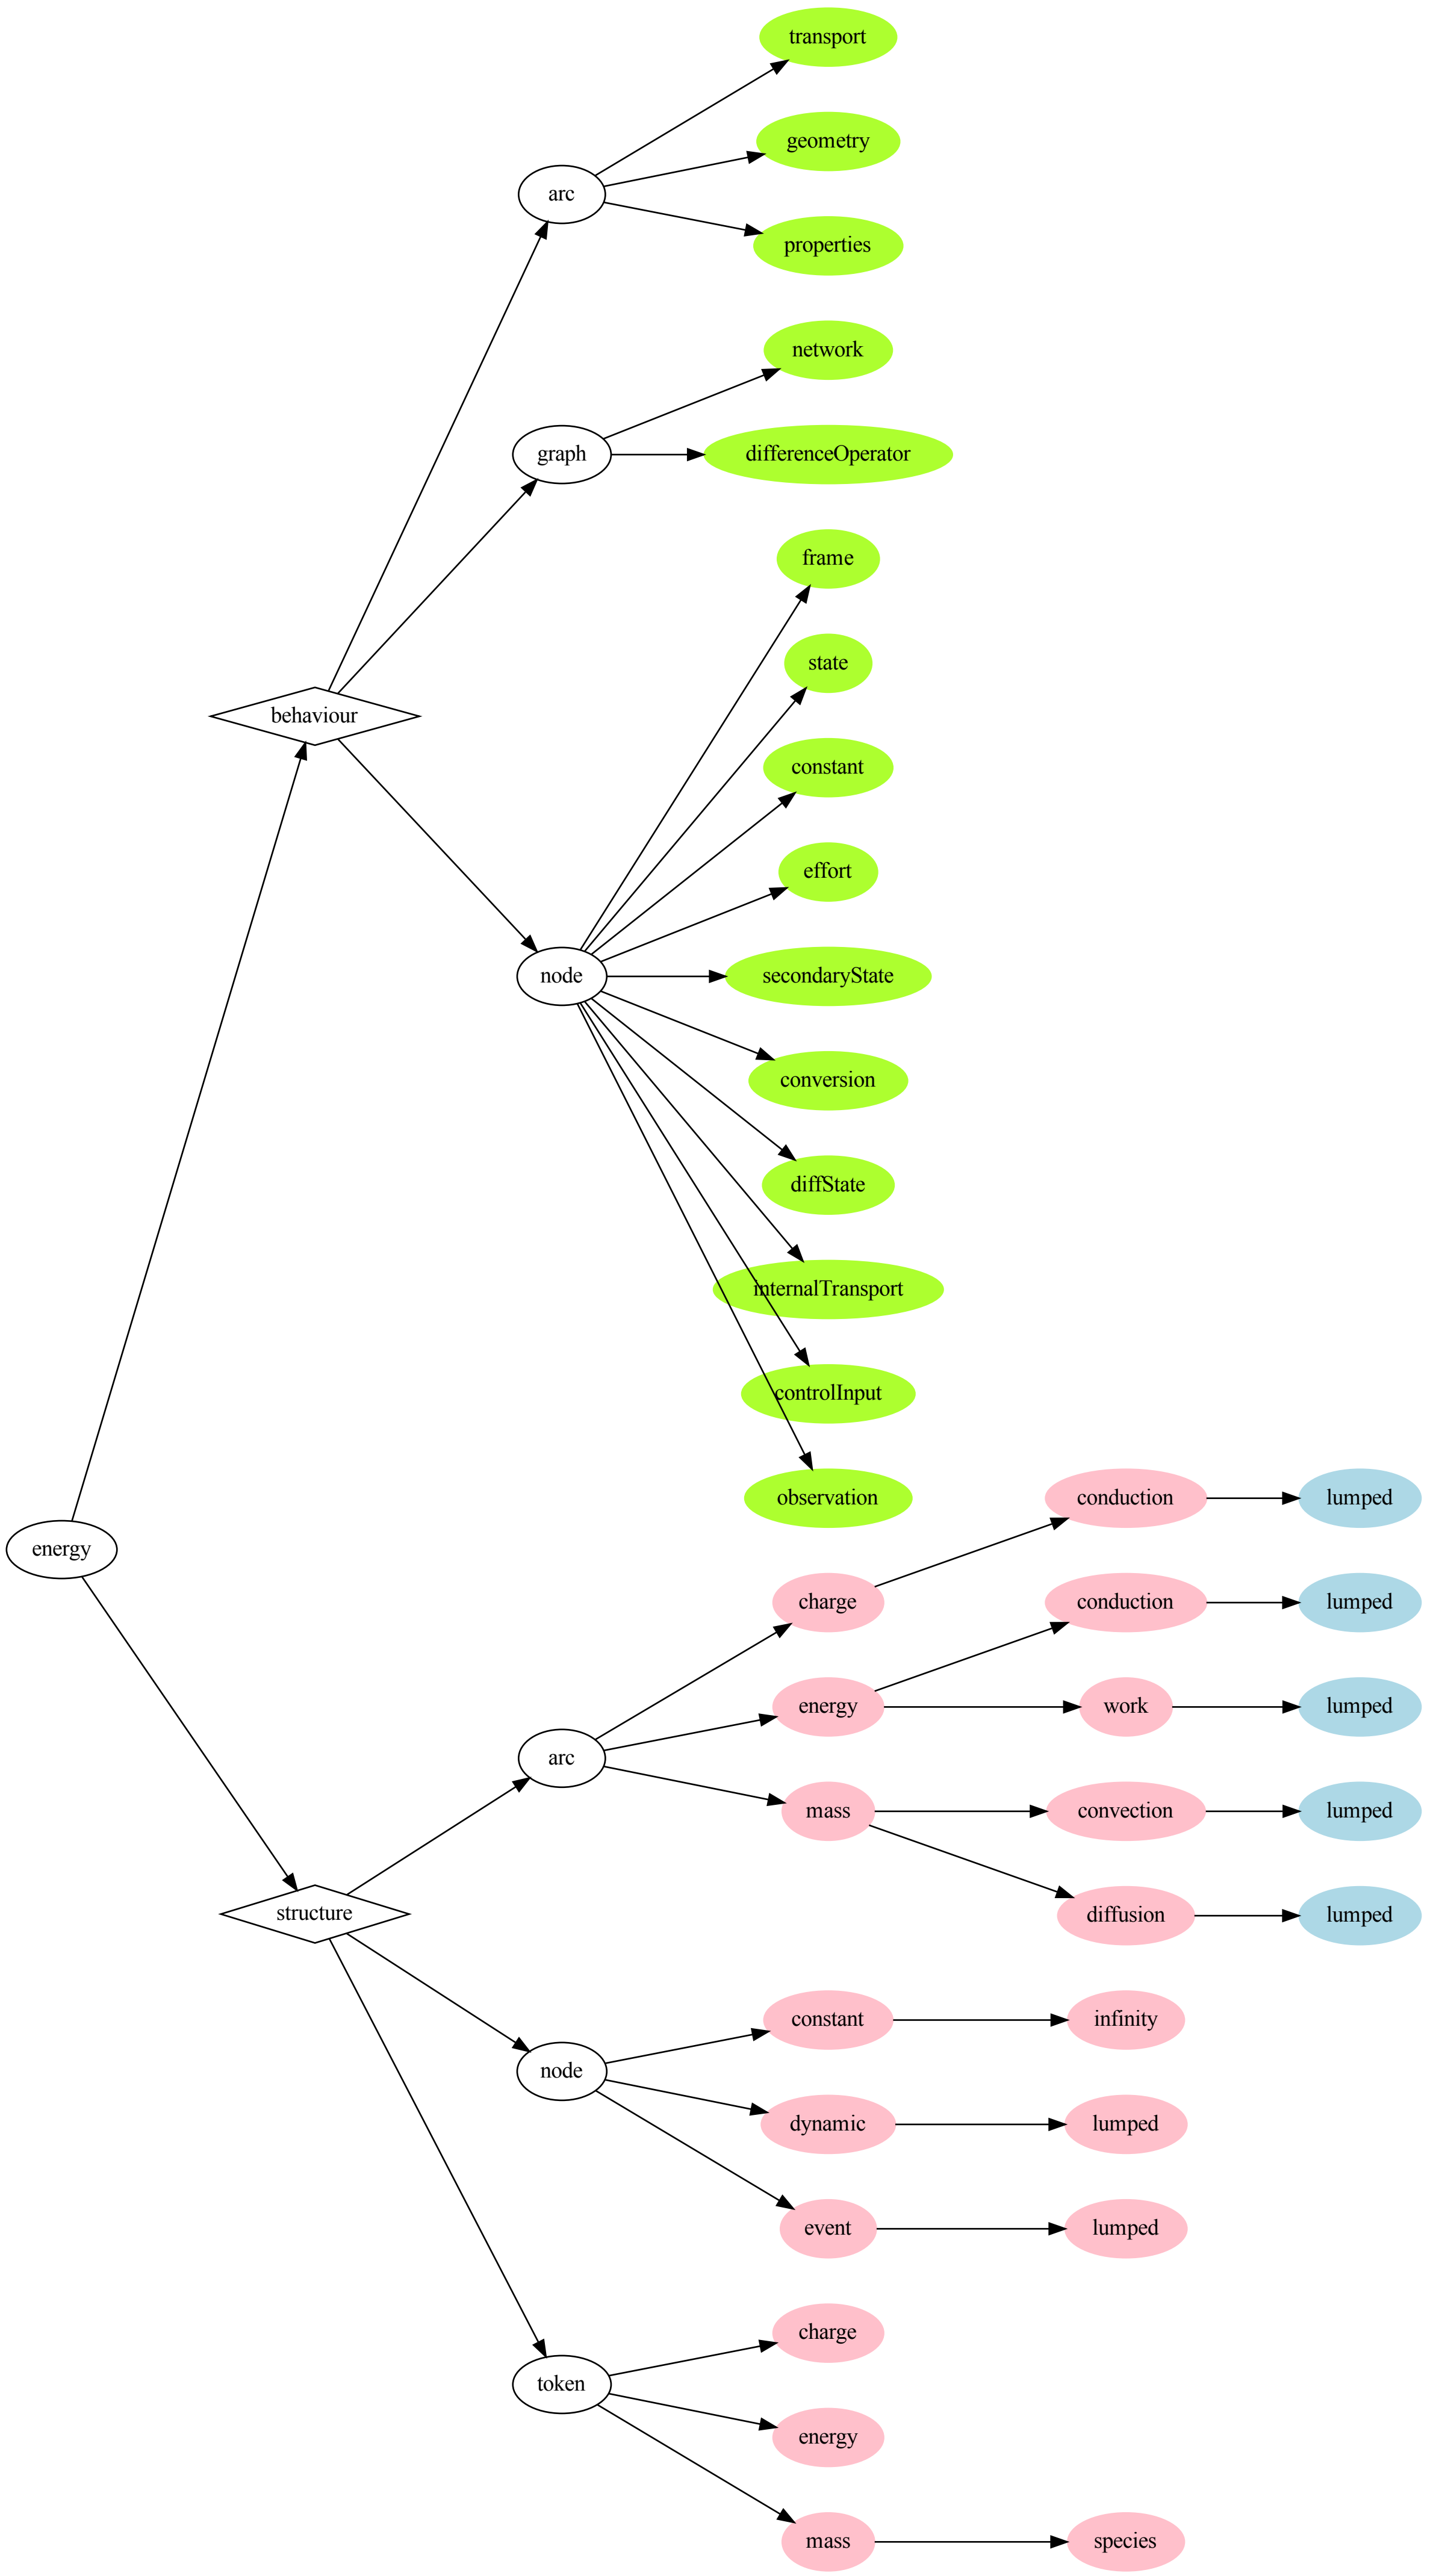 transport
geometry
arc
properties
network
graph
differenceOperator
frame
state
behaviour
constant
effort
node
secondaryState
conversion
diffState
internalTransport
controlInput
observation
conduction
lumped
energy
charge
conduction
lumped
energy
work
lumped
arc
mass
convection
lumped
structure
diffusion
lumped
constant
infinity
node
dynamic
lumped
event
lumped
charge
token
energy
mass
species